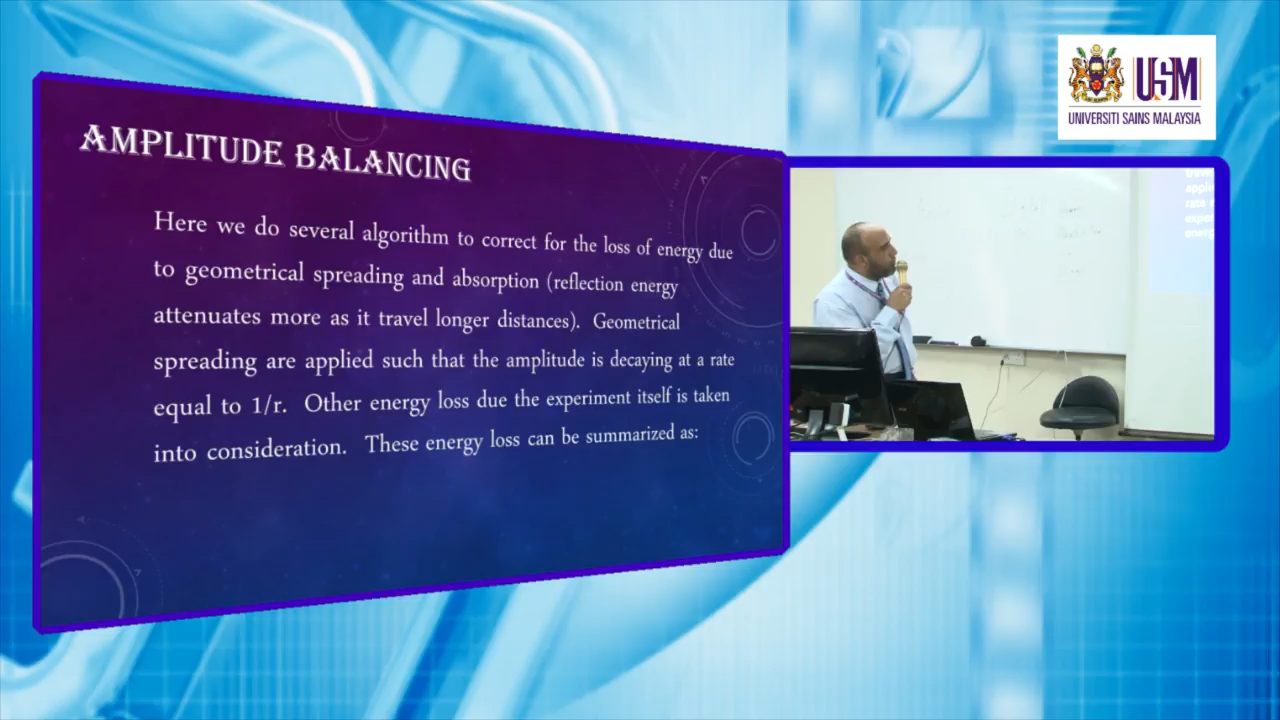 AMPLITUDE BALANCING
Here we do several algorithm to correct for the loss of energy due
to geometrical spreading and absorption (reflection energy
attenuates more as it travel longer distances). Geometrical
spreading are applied such that the amplitude is decaying at a rate
equal to 1/r. Other energy loss due the experiment itself is taken
into consideration. These energy loss can be summarized as:
USM
UNIVERSITI SAINS MALAYSIA